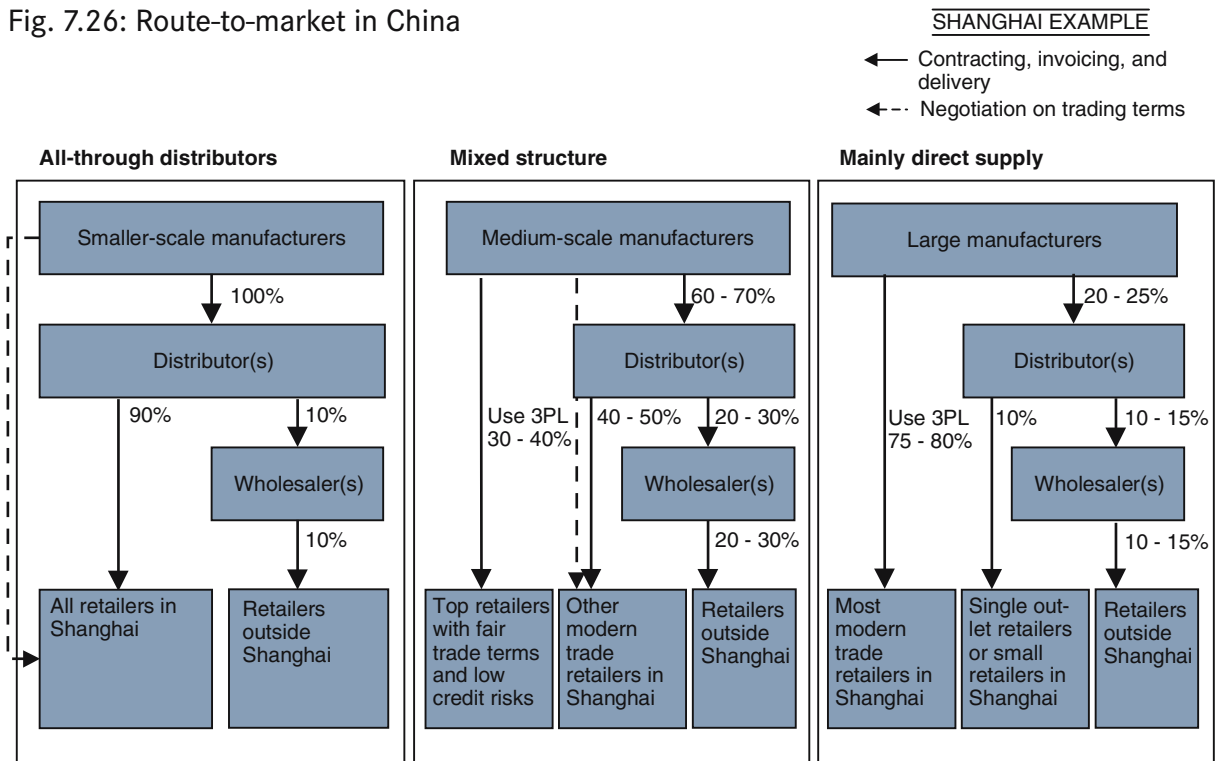 Fig. 7.26: Route-to-market in China
SHANGHAI EXAMPLE
Contracting, invoicing, and
delivery
Negotiation on trading terms
All-through distributors
Smaller-scale manufacturers
100%
Distributor(s)
90%
10%
Wholesaler(s)
10%
All retailers in
Shanghai
Retailers
outside
Shanghai
Mixed structure
Medium-scale manufacturers
60 - 70%
Distributor(s)
Use 3PL
30 - 40%
40 - 50%
20 - 30%
Wholesaler(s)
20 - 30%
Top retailers
with fair
trade terms
and low
credit risks
Other
modern
trade
retailers in
Shanghai
Retailers
outside
Shanghai
Mainly direct supply
Large manufacturers
20 - 25%
Distributor(s)
Use 3PL
75 - 80%
10%
10 - 15%
Wholesaler(s)
10 - 15%
Most
modern
trade
retailers in
Shanghai
Single out-
let retailers
or small
retailers in
Shanghai
Retailers
outside
Shanghai